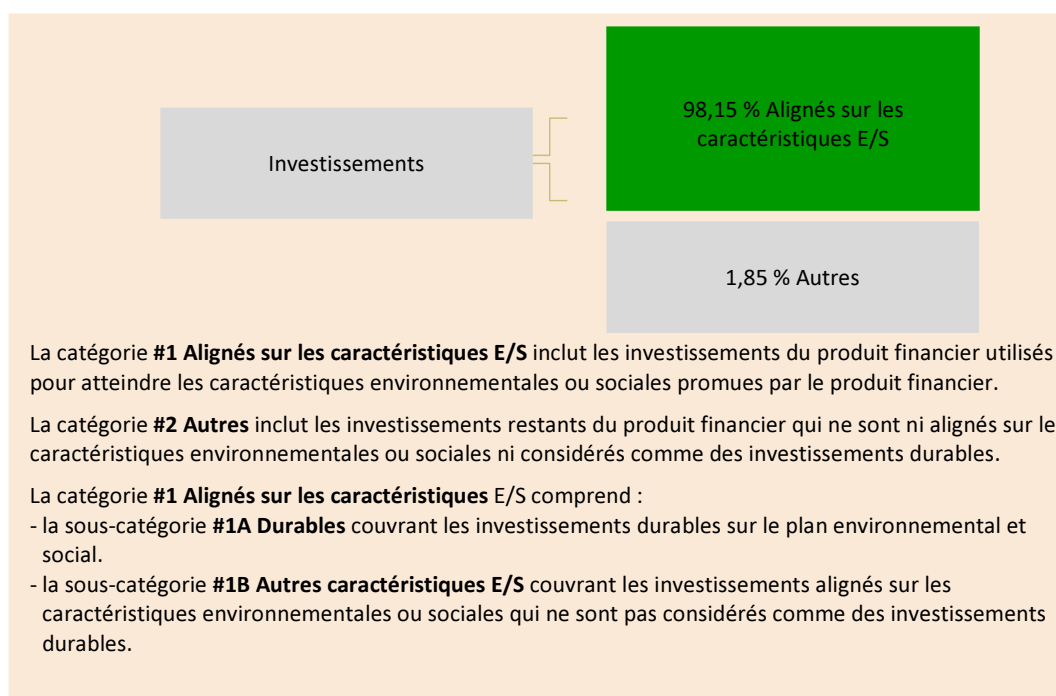 98,15 % Alignés sur les
caractéristiques E/S
Investissements
1,85 % Autres
La catégorie #1 Alignés sur les caractéristiques E/S inclut les investissements du produit financier utilisés
pour atteindre les caractéristiques environnementales ou sociales promues par le produit financier.
La catégorie #2 Autres inclut les investissements restants du produit financier qui ne sont ni alignés sur le
caractéristiques environnementales ou sociales ni considérés comme des investissements durables.
La catégorie #1 Alignés sur les caractéristiques E/S comprend :
- la sous-catégorie #1A Durables couvrant les investissements durables sur le plan environnemental et
social.
- la sous-catégorie #1B Autres caractéristiques E/S couvrant les investissements alignés sur les
caractéristiques environnementales ou sociales qui ne sont pas considérés comme des investissements
durables.